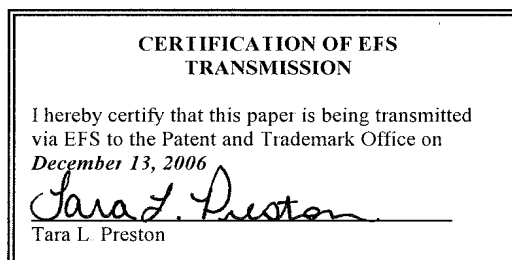 CERTIFICATION OF EFS
TRANSMISSION
I hereby certify that this paper is being transmitted
via EFS to the Patent and Trademark Office on
December 13, 2006
Tara L. Preston
Tara L. Preston